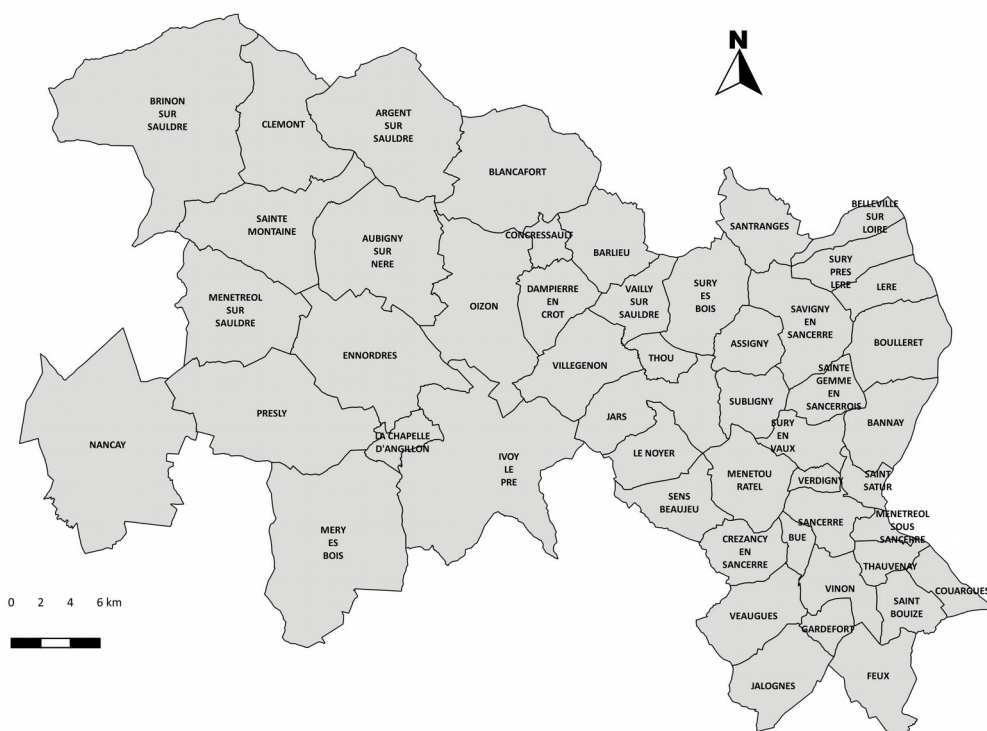 N
BRINON
SUR
SAULDRE
CLEMONT
ARGENT
SUR
SAULDRE
BLANCAFORT
SAINTE
MONTAINE
AUBIGNY
SUR
NERE
CONCRESSAULT
BARLIEU
SANTRANGES
BELLEVILLE
SUR
LOIRE
MENETREOL
SUR
SAULDRE
OIZON
DAMPIERRE
EN
CROT
VAILLY
SUR
SAULDRE
SURY
ES
BOIS
SURY
PRES
LERE
LERE
SAVIGNY
EN
SANCERRE
ENNORDRES
VILLEGENON
THOU
ASSIGNY
BOULLERET
SAINTE
GEMME
EN
SANCERROIS
NANCAY
PRESLY
LA CHAPELLE
D'ANGILLON
IVOY
LE
PRE
JARS
SUBLIGNY
SURY
EN
VAUX
BANNAY
LE NOYER
MENETOU
RATEL
VERDIGNY
SAINT
SATUR
MERY
ES
BOIS
SENS
BEAUJEU
CREZANCY
EN
SANCERRE
BUE
SANCERRE
MENETREOL
SOUS
SANCERRE
THAUVENAY
COUARGUES
VINON
SAINT
BOUIZE
VEAUGUES
GARDEFORT
JALOGNES
FEUX
0 2 4 6 km